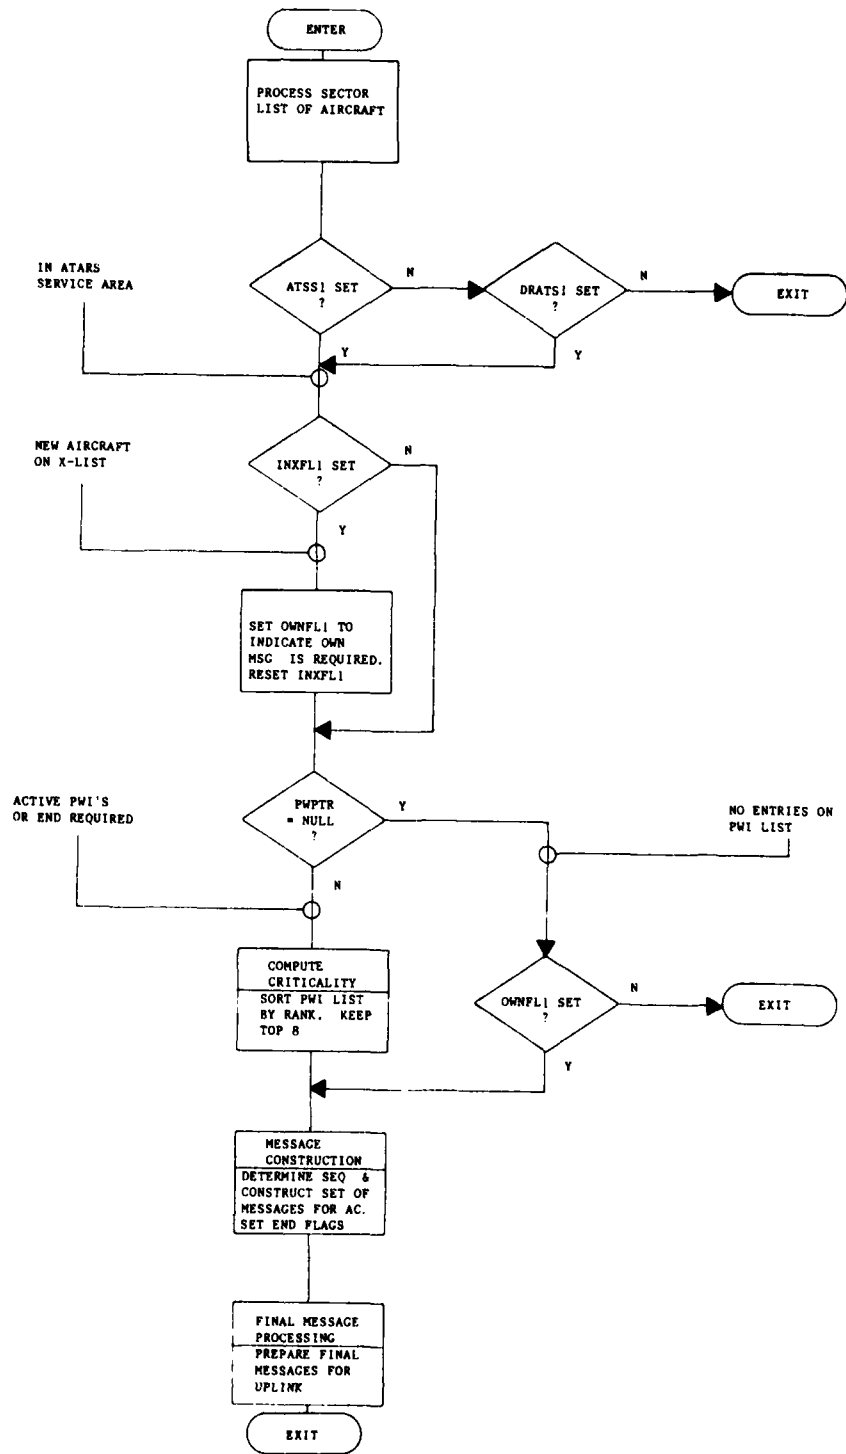 ENTER
PROCESS SECTOR
LIST OF AIRCRAFT
IN ATARS
SERVICE AREA
ATSS1 SET
?
N
DRATS1 SET
?
N
EXIT
Y
Y
NEW AIRCRAFT
ON X-LIST
INXFL1 SET
?
N
Y
SET OWNFL1 TO
INDICATE OWN
MSG IS REQUIRED.
RESET INXFL1
ACTIVE PWI'S
OR END REQUIRED
PWPTR
= NULL
?
Y
NO ENTRIES ON
PWI LIST
N
COMPUTE
CRITICALITY
SORT PWI LIST
BY RANK. KEEP
TOP 8
OWNFL1 SET
?
N
EXIT
Y
MESSAGE
CONSTRUCTION
DETERMINE SEQ &
CONSTRUCT SET OF
MESSAGES FOR AC.
SET END FLAGS
FINAL MESSAGE
PROCESSING
PREPARE FINAL
MESSAGES FOR
UPLINK
EXIT